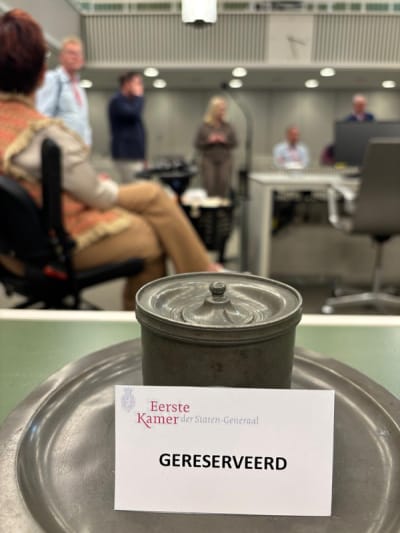 Eerste
Kamer der Staten-Generaal
GERESERVEERD